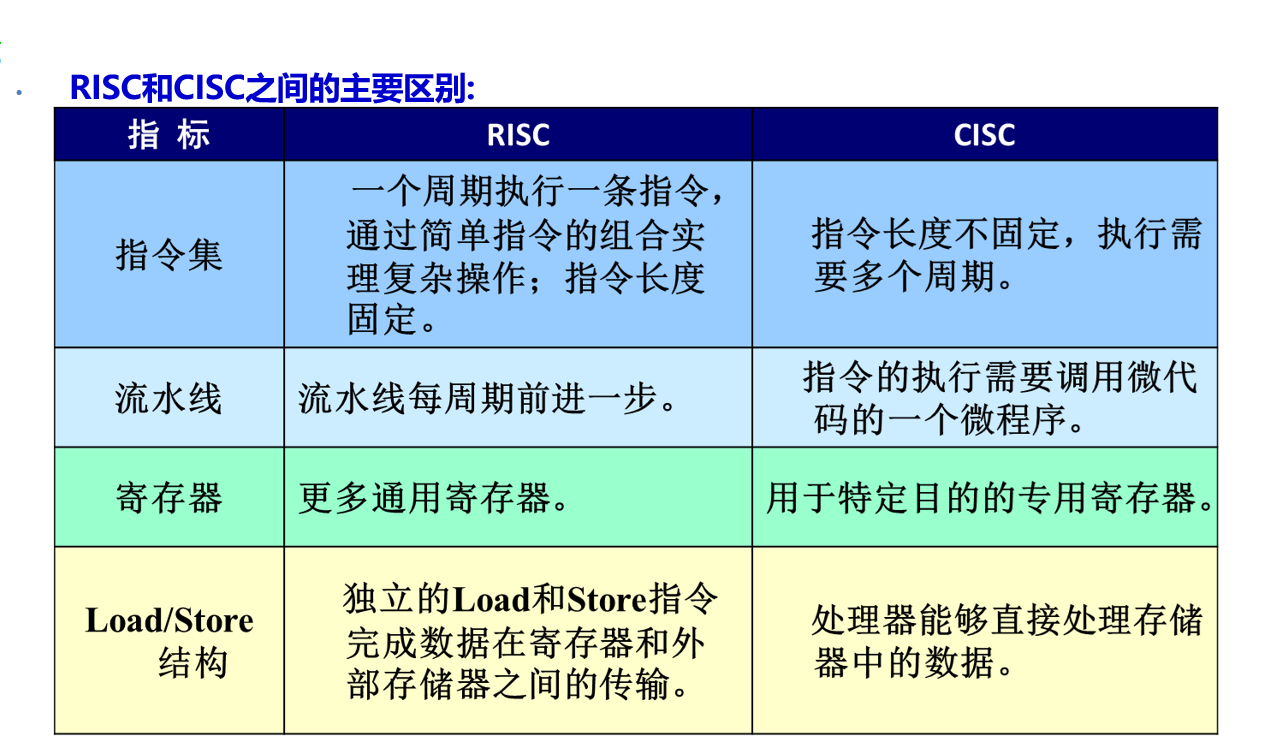 RISC和CISC之间的主要区别:
指 标 RISC CISC
指令集
一个周期执行一条指令，
通过简单指令的组合实
理复杂操作；指令长度
固定。
指令长度不固定，执行需
要多个周期。
流水线
流水线每周期前进一步。
指令的执行需要调用微代
码的一个微程序。
寄存器
更多通用寄存器。
用于特定目的的专用寄存器。
Load/Store
结构
独立的Load和Store指令
完成数据在寄存器和外
部存储器之间的传输。
处理器能够直接处理存储
器中的数据。